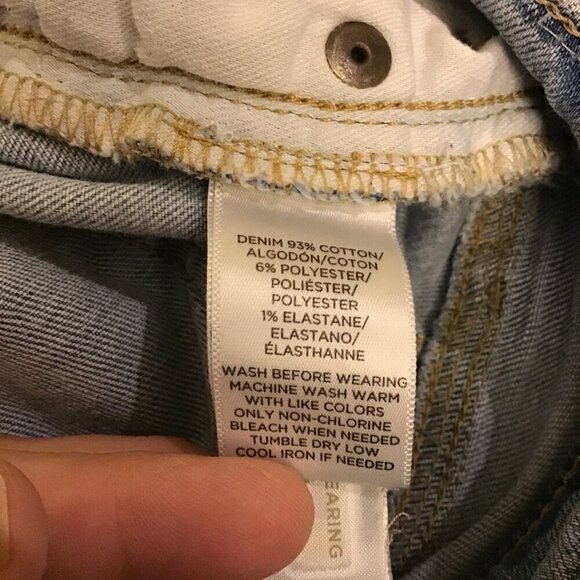 DENIM 93% COTTON/
ALGODÓN/COTON
6% POLYESTER/
POLIÉSTER/
POLYESTER
1% ELASTANE/
ELASTANO/
ÉLASTHANNE
WASH BEFORE WEARING
MACHINE WASH WARM
WITH LIKE COLORS
ONLY NON-CHLORINE
BLEACH WHEN NEEDED
TUMBLE DRY LOW
COOL IRON IF NEEDED
EARING